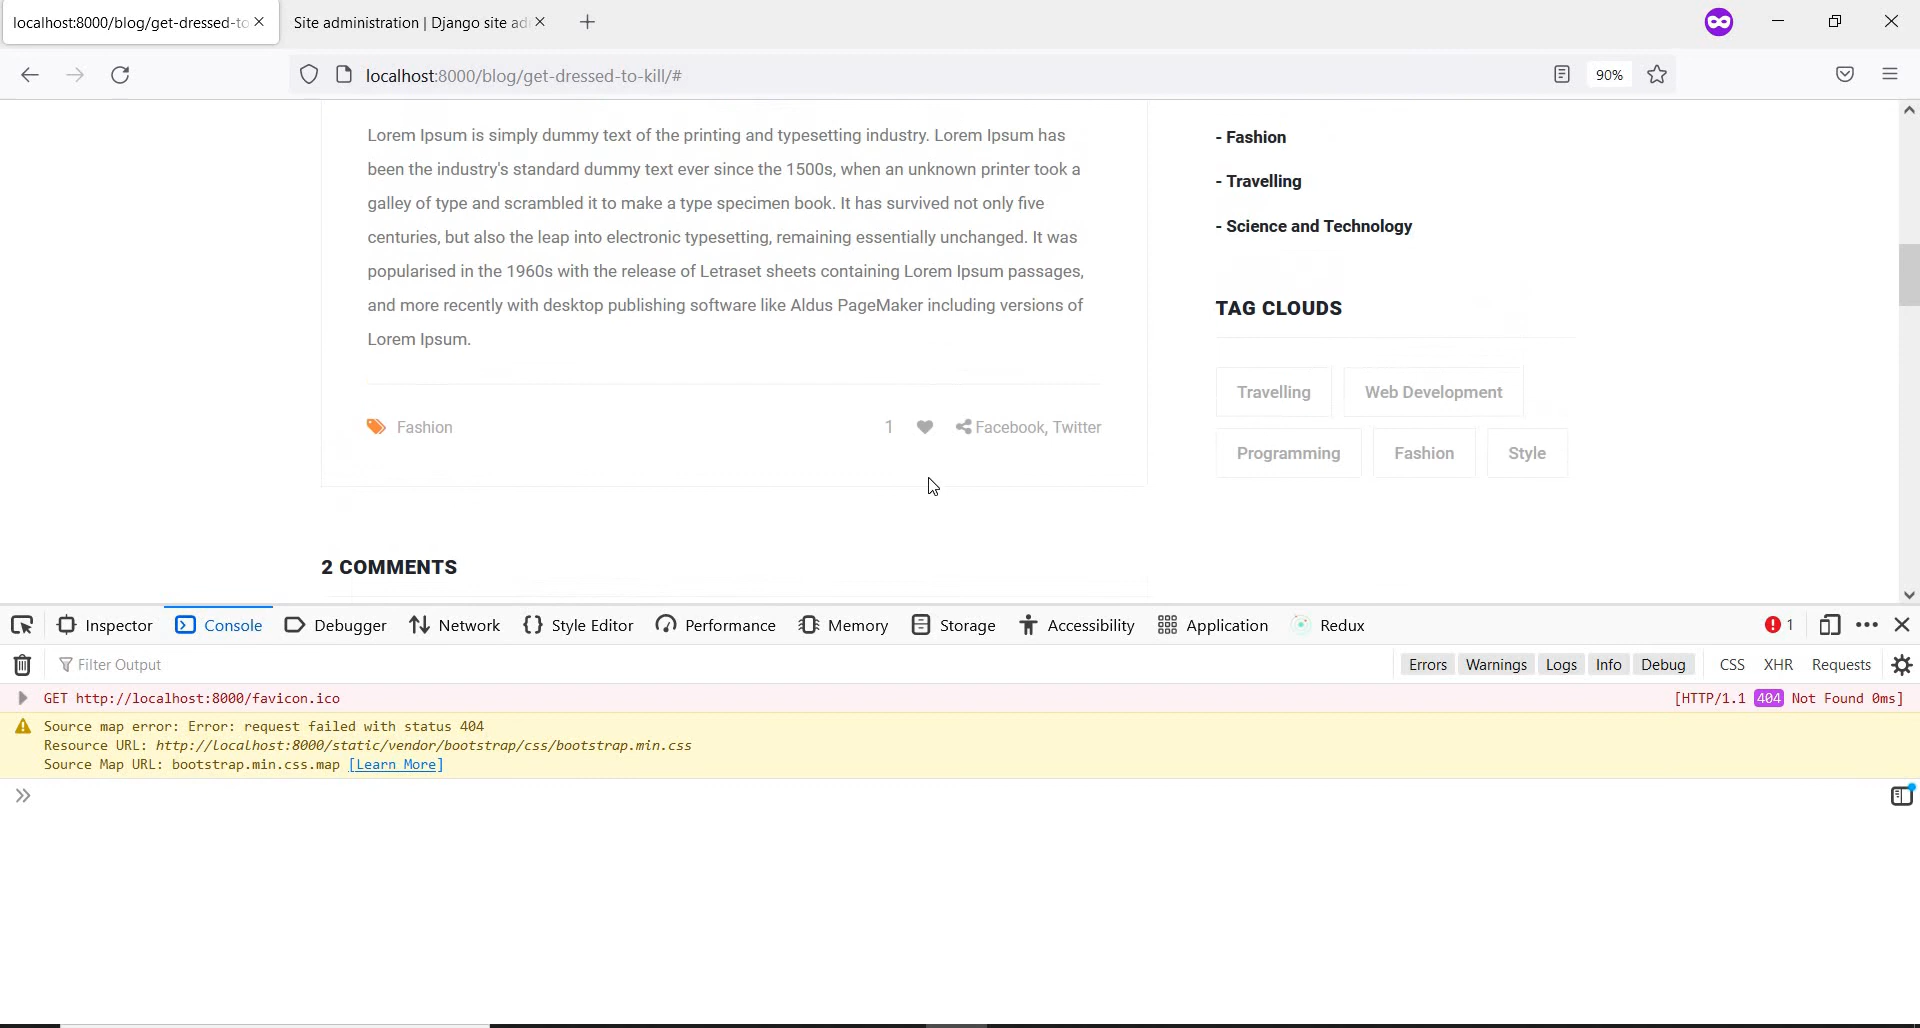 localhost:8000/blog/get-dressed-to
Site administration | Django site ad
localhost:8000/blog/get-dressed-to-kill/#
90%
Lorem Ipsum is simply dummy text of the printing and typesetting industry. Lorem Ipsum has
been the industry's standard dummy text ever since the 1500s, when an unknown printer took a
galley of type and scrambled it to make a type specimen book. It has survived not only five
centuries, but also the leap into electronic typesetting, remaining essentially unchanged. It was
popularised in the 1960s with the release of Letraset sheets containing Lorem Ipsum passages,
and more recently with desktop publishing software like Aldus PageMaker including versions of
Lorem Ipsum.
Fashion
1
Facebook, Twitter
2 COMMENTS
- Fashion
- Travelling
- Science and Technology
TAG CLOUDS
Travelling
Web Development
Programming
Fashion
Style
Inspector
Console
Debugger
Network
Style Editor
Performance
Memory
Storage
Accessibility
Application
Redux
1
Filter Output
Errors
Warnings
Logs
Info
Debug
CSS
XHR
Requests
GET http://localhost:8000/favicon.ico
[HTTP/1.1 404 Not Found 0ms]
Source map error: Error: request failed with status 404
Resource URL: http://localhost:8000/static/vendor/bootstrap/css/bootstrap.min.css
Source Map URL: bootstrap.min.css.map [Learn More]